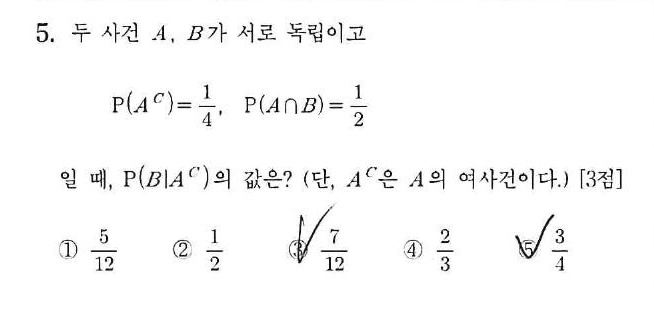 5. 두 사건 A, B가 서로 독립이고
P(A^C)=1/4, P(A∩B)=1/2
일 때, P(B|A^C)의 값은? (단, A^C은 A의 여사건이다.) [3점]
① 5/12 ② 1/2 ③ 7/12 ④ 2/3 ⑤ 3/4